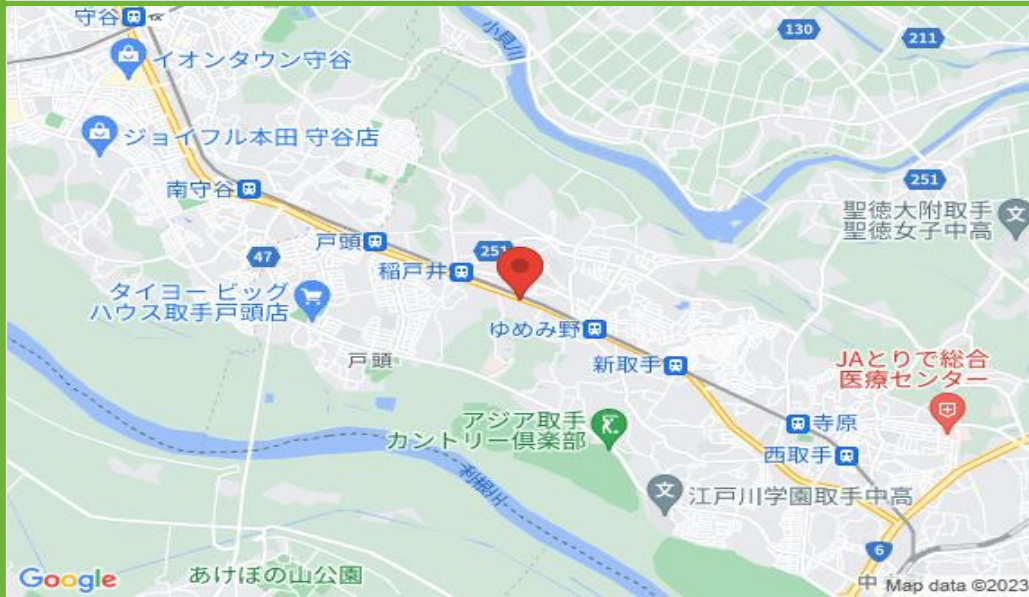 守谷
イオンタウン守谷
ジョイフル本田 守谷店
小貝川
130
211
251
南守谷
聖徳大附取手
聖徳女子中高
戸頭
251
47
稲戸井
タイヨー ビッグ
ハウス取手戸頭店
ゆめみ野
戸頭
新取手
JAとりで総合
医療センター
アジア取手
カントリー倶楽部
寺原
西取手
利根川
江戸川学園取手中高
6
Google
あけぼの山公園
中
Map data ©2023